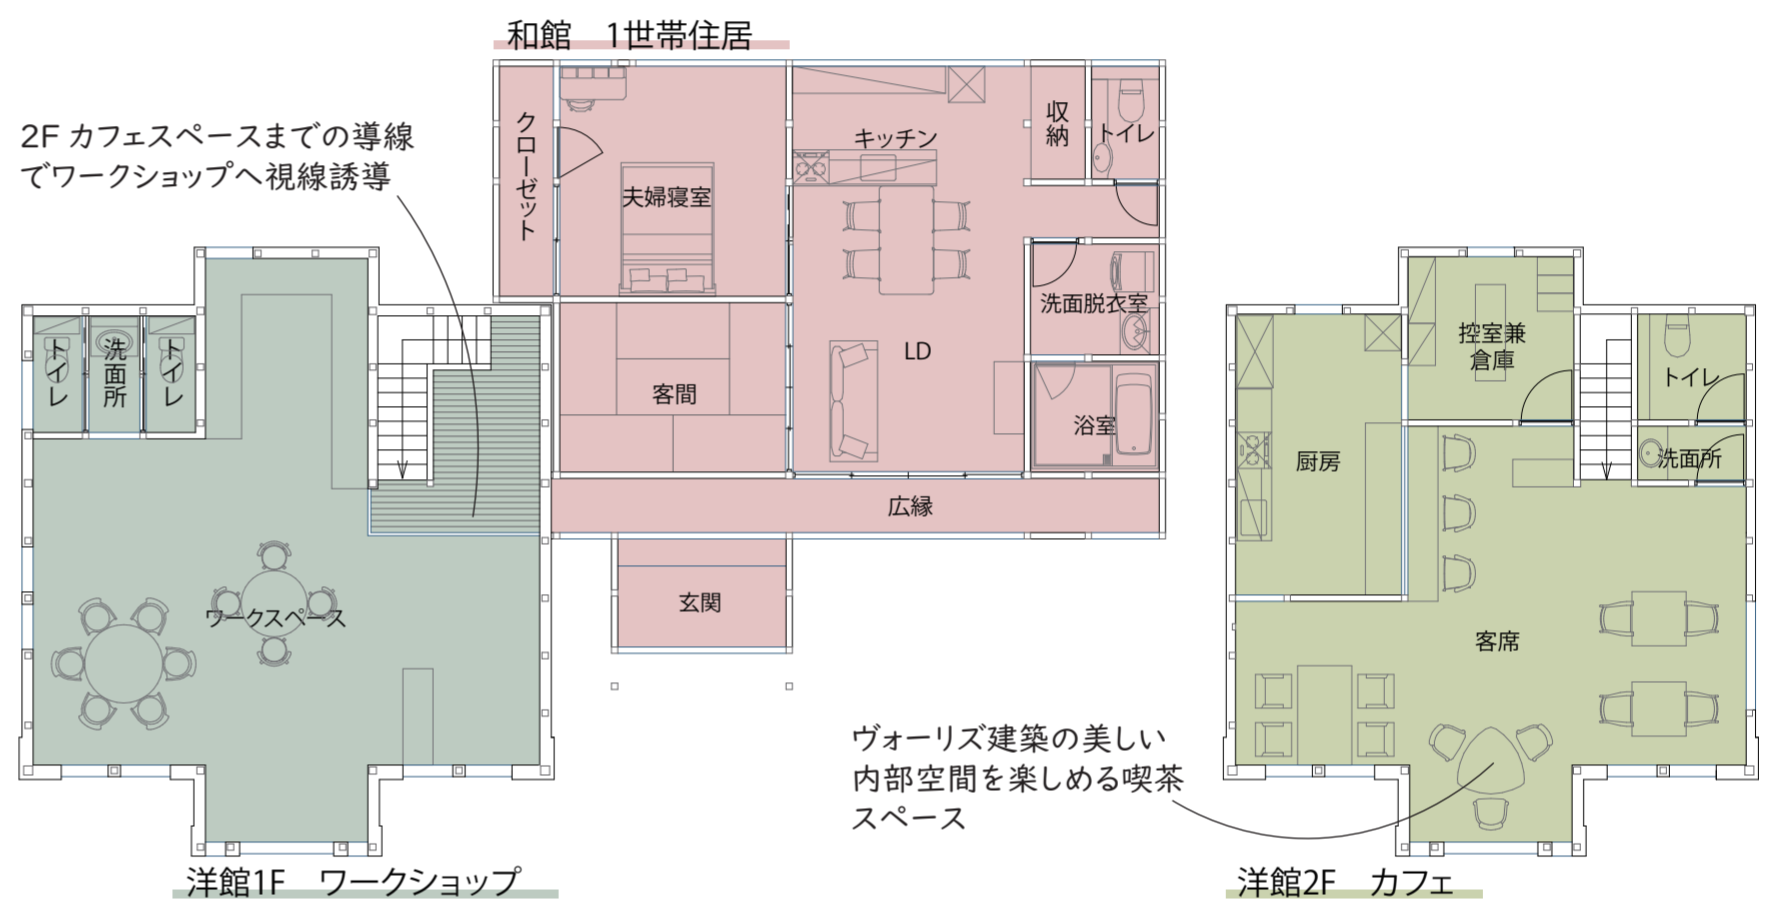 和館　1世帯住居
2F カフェスペースまでの導線
でワークショップへ視線誘導
クローゼット
夫婦寝室
キッチン
収納
トイレ
洗面脱衣室
LD
客間
浴室
広縁
玄関
トイレ
洗面所
トイレ
ワークスペース
洋館1F　ワークショップ
控室兼
倉庫
トイレ
厨房
洗面所
客席
ヴォーリズ建築の美しい
内部空間を楽しめる喫茶
スペース
洋館2F　カフェ